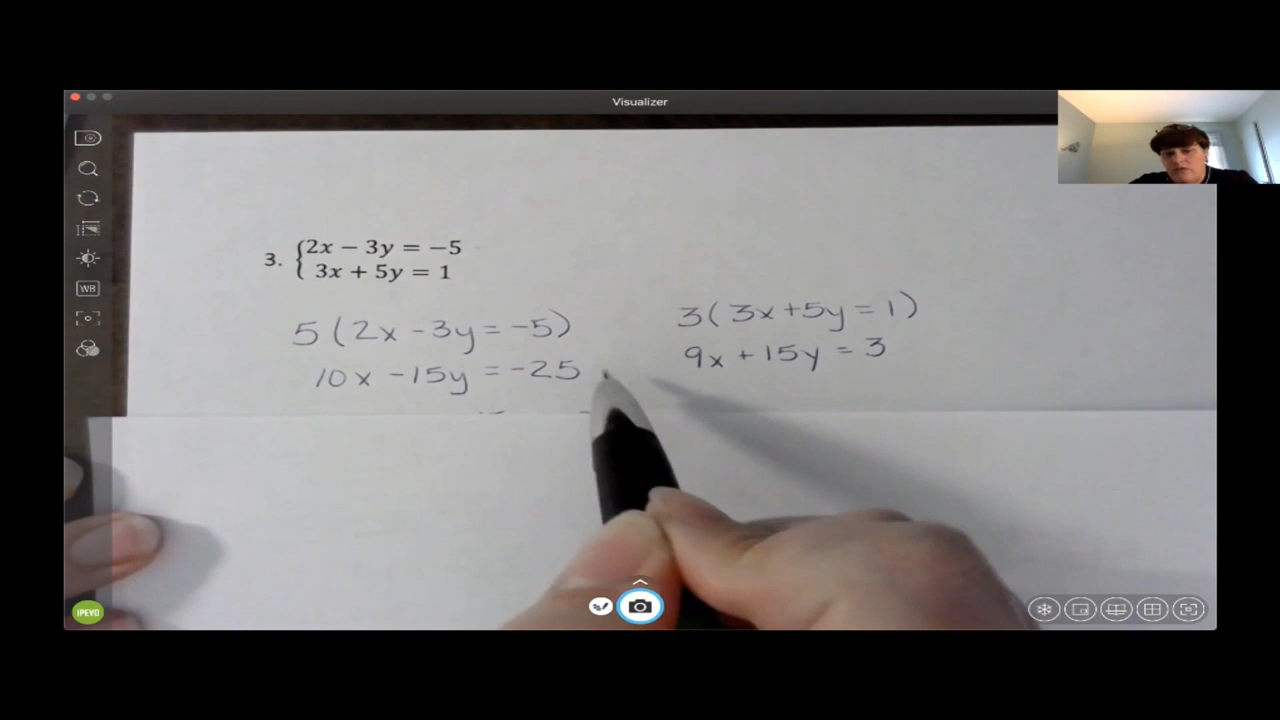 Visualizer
3. {2x − 3y = −5
3x + 5y = 1
5(2x − 3y = −5)
10x − 15y = −25
3(3x + 5y = 1)
9x + 15y = 3
WB
IPEVO